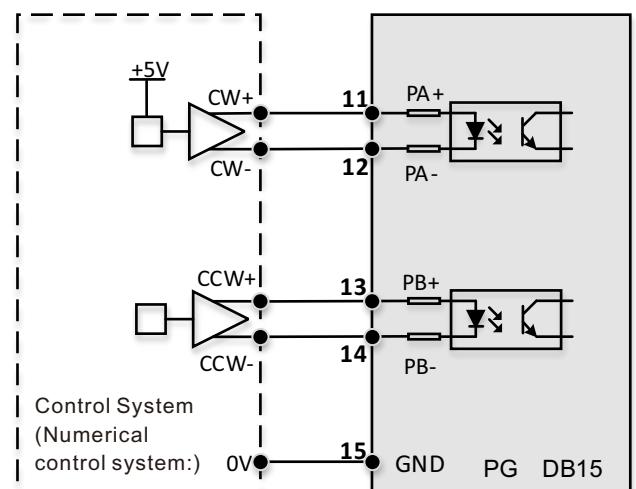 +5V
CW+ 11 PA+
CW- 12 PA-
CCW+ 13 PB+
CCW- 14 PB-
Control System
(Numerical
control system:) 0V 15 GND PG DB15